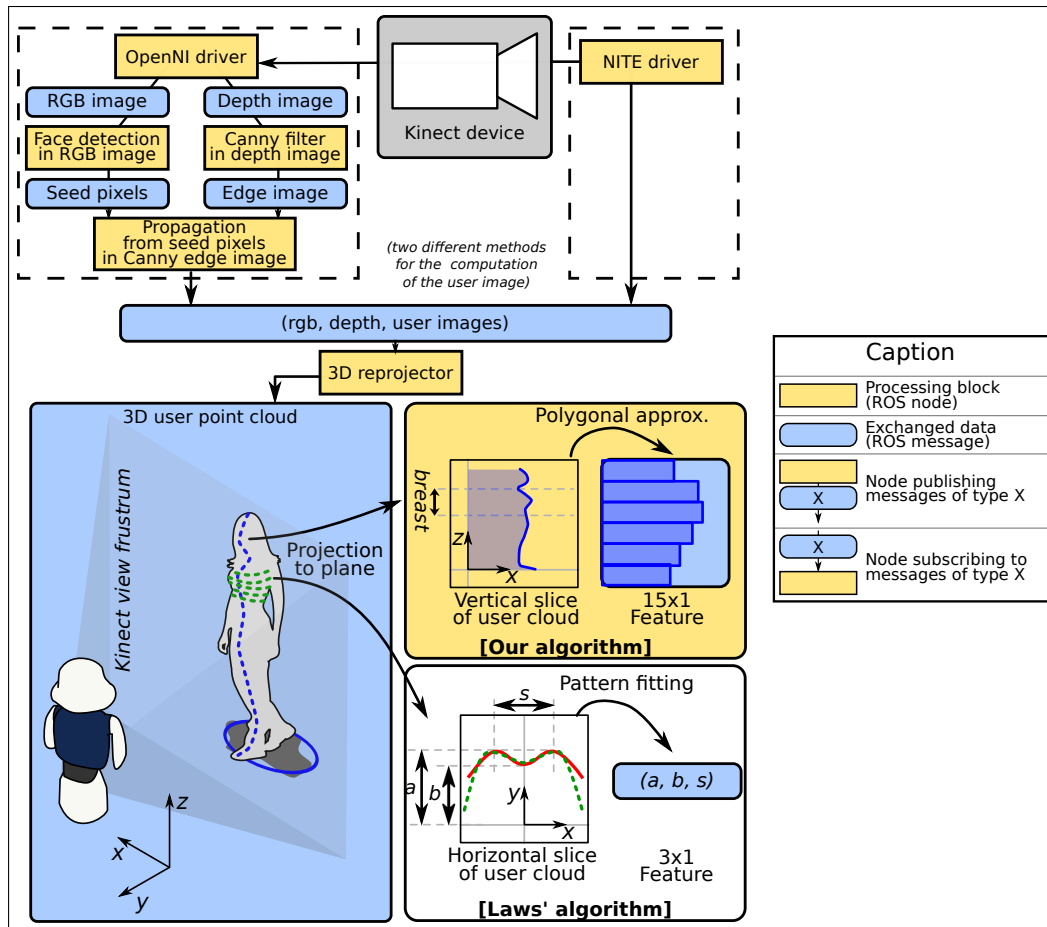 OpenNI driver
RGB image
Depth image
Face detection
in RGB image
Canny filter
in depth image
Seed pixels
Edge image
Propagation
from seed pixels
in Canny edge image
Kinect device
NITE driver
(two different methods
for the computation
of the user image)
(rgb, depth, user images)
3D reprojector
3D user point cloud
Kinect view frustrum
Projection
to plane
z
x
y
Polygonal approx.
breast
z
x
Vertical slice
of user cloud
15x1
Feature
[Our algorithm]
Pattern fitting
s
a
b
y
x
(a, b, s)
Horizontal slice
of user cloud
3x1
Feature
[Laws' algorithm]
Caption
Processing block
(ROS node)
Exchanged data
(ROS message)
X
Node publishing
messages of type X
X
Node subscribing to
messages of type X